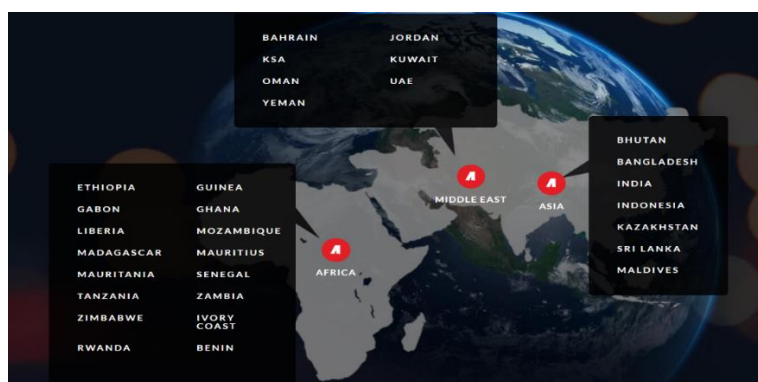 BAHRAIN JORDAN
KSA KUWAIT
OMAN UAE
YEMAN
BHUTAN
BANGLADESH
INDIA
INDONESIA
KAZAKHSTAN
SRI LANKA
MALDIVES
MIDDLE EAST
ASIA
ETHIOPIA GUINEA
GABON GHANA
LIBERIA MOZAMBIQUE
MADAGASCAR MAURITIUS
MAURITANIA SENEGAL
TANZANIA ZAMBIA
ZIMBABWE IVORY
COAST
RWANDA BENIN
AFRICA